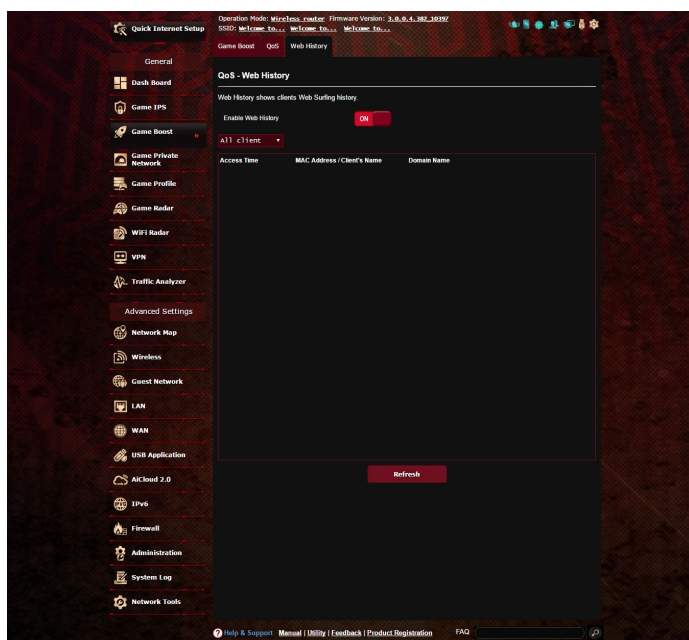 Quick Internet Setup
Operation Mode: Wireless router Firmware Version: 3.0.0.4.382_10397
SSID: Welcome to... Welcome to... Welcome to...
Game Boost QoS Web History
General
Dash Board
Game IPS
Game Boost
Game Private
Network
Game Profile
Game Radar
WiFi Radar
VPN
Traffic Analyzer
Advanced Settings
Network Map
Wireless
Guest Network
LAN
WAN
USB Application
AiCloud 2.0
IPv6
Firewall
Administration
System Log
Network Tools
QoS - Web History
Web History shows clients Web Surfing history.
Enable Web History ON
All client
Access Time MAC Address / Client's Name Domain Name
Refresh
Help & Support Manual | Utility | Feedback | Product Registration FAQ